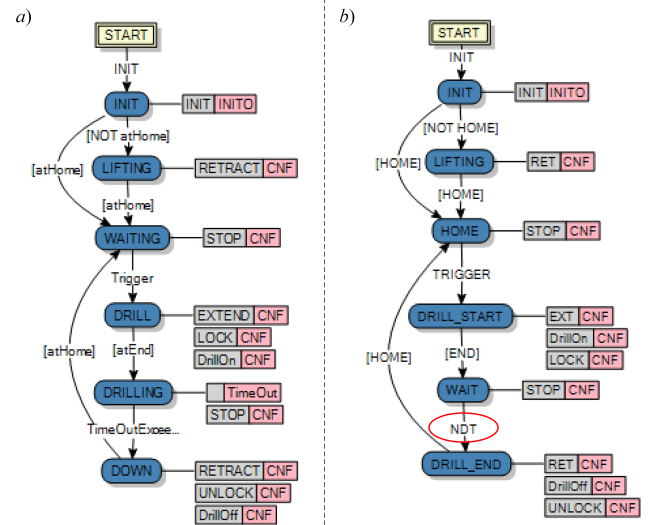 a)
START
INIT
INIT
INIT INITO
[NOT atHome]
[atHome]
LIFTING
RETRACT CNF
[atHome]
WAITING
STOP CNF
Trigger
DRILL
EXTEND CNF
LOCK CNF
DrillOn CNF
[atHome]
[atEnd]
DRILLING
TimeOut
STOP CNF
TimeOutExcee...
DOWN
RETRACT CNF
UNLOCK CNF
DrillOff CNF
b)
START
INIT
INIT
INIT INITO
[NOT HOME]
[HOME]
LIFTING
RET CNF
[HOME]
HOME
STOP CNF
TRIGGER
DRILL_START
EXT CNF
DrillOn CNF
LOCK CNF
[HOME]
[END]
WAIT
STOP CNF
NDT
DRILL_END
RET CNF
DrillOff CNF
UNLOCK CNF